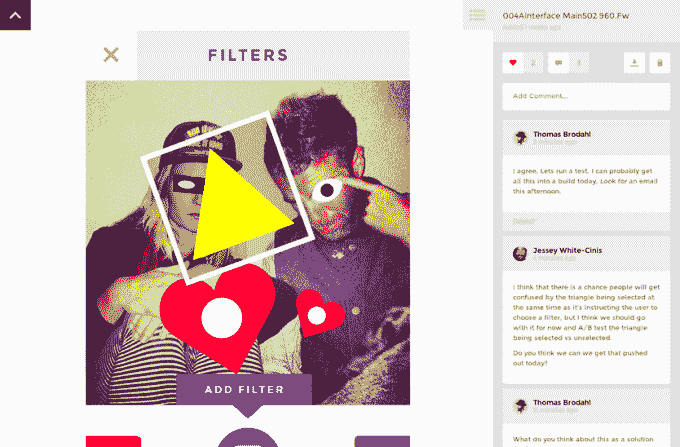 FILTERS
ADD FILTER
004AInterface Main502 960.Fw
2
Add Comment...
Thomas Brodahl
I agree. Lets run a test. I can probably get
all this into a build today. Look for an email
this afternoon.
Jessey White-Cinis
I think that there is a chance people will get
confused by the triangle being selected at
the same time as it's instructing the user to
choose a filter, but I think we should go
with it for now and A/B test the triangle
being selected vs unselected.
Do you think we can we get that pushed
out today?
Thomas Brodahl
What do you think about this as a solution